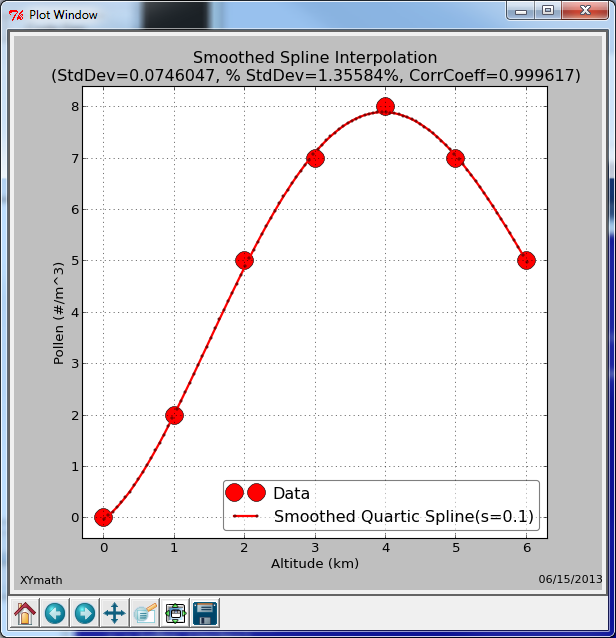 Plot Window
Smoothed Spline Interpolation
(StdDev=0.0746047, % StdDev=1.35584%, CorrCoeff=0.999617)
8
7
6
5
4
3
2
1
0
Pollen (#/m^3)
Data
Smoothed Quartic Spline(s=0.1)
0 1 2 3 4 5 6
Altitude (km)
XYmath
06/15/2013